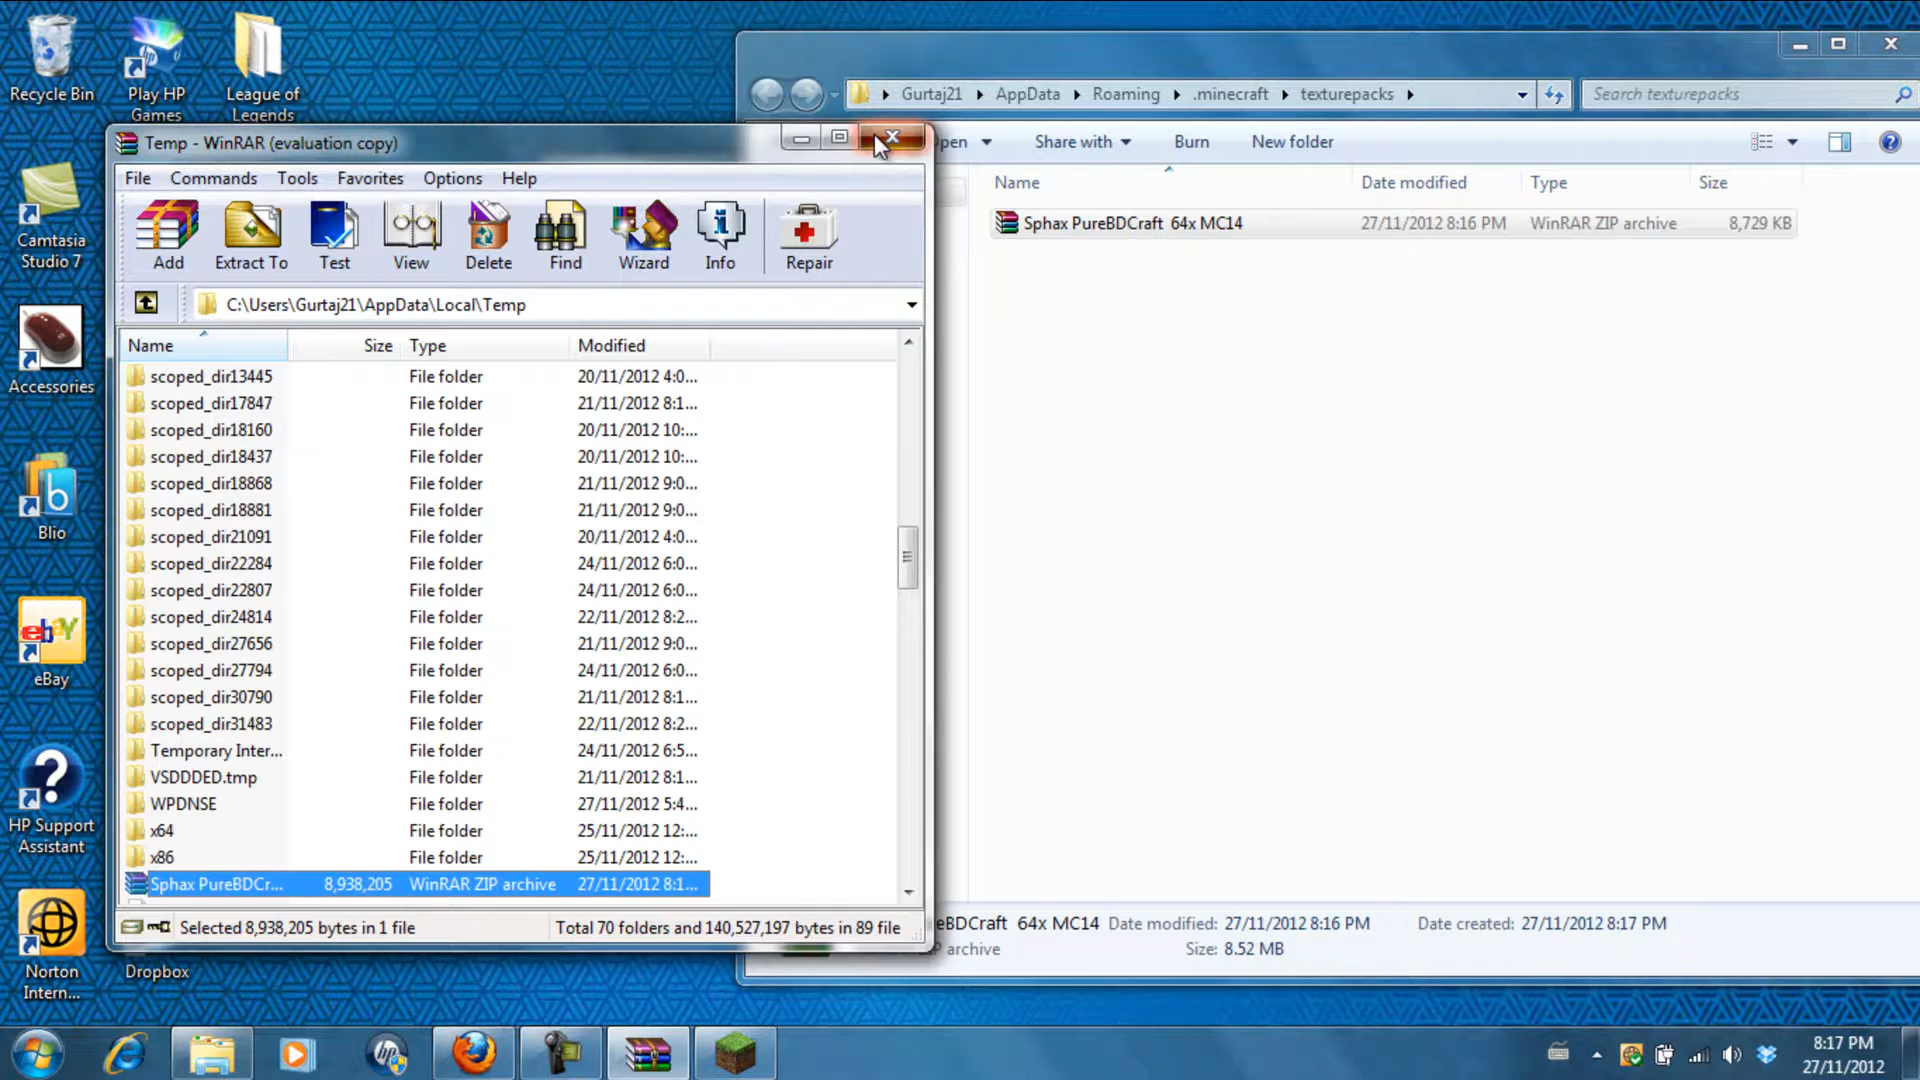 Recycle Bin
Play HP Games
League of Legends
Camtasia Studio 7
Accessories
Blio
eBay
HP Support Assistant
Norton Intern...
Dropbox
Temp - WinRAR (evaluation copy)
File Commands Tools Favorites Options Help
Add Extract To Test View Delete Find Wizard Info Repair
C:\Users\Gurtaj21\AppData\Local\Temp
Name Size Type Modified
scoped_dir13445 File folder 20/11/2012 4:0...
scoped_dir17847 File folder 21/11/2012 8:1...
scoped_dir18160 File folder 20/11/2012 10:...
scoped_dir18437 File folder 20/11/2012 10:...
scoped_dir18868 File folder 21/11/2012 9:0...
scoped_dir18881 File folder 21/11/2012 9:0...
scoped_dir21091 File folder 20/11/2012 4:0...
scoped_dir22284 File folder 24/11/2012 6:0...
scoped_dir22807 File folder 24/11/2012 6:0...
scoped_dir24814 File folder 22/11/2012 8:2...
scoped_dir27656 File folder 21/11/2012 9:0...
scoped_dir27794 File folder 24/11/2012 6:0...
scoped_dir30790 File folder 21/11/2012 8:1...
scoped_dir31483 File folder 22/11/2012 8:2...
Temporary Inter... File folder 24/11/2012 6:5...
VSDDDED.tmp File folder 21/11/2012 8:1...
WPDNSE File folder 27/11/2012 5:4...
x64 File folder 25/11/2012 12:...
x86 File folder 25/11/2012 12:...
Sphax PureBDCr... 8,938,205 WinRAR ZIP archive 27/11/2012 8:1...
Selected 8,938,205 bytes in 1 file Total 70 folders and 140,527,197 bytes in 89 file
Gurtaj21 AppData Roaming .minecraft texturepacks Search texturepacks
pen Share with Burn New folder
Name Date modified Type Size
Sphax PureBDCraft 64x MC14 27/11/2012 8:16 PM WinRAR ZIP archive 8,729 KB
eBDCraft 64x MC14 Date modified: 27/11/2012 8:16 PM Date created: 27/11/2012 8:17 PM
P archive Size: 8.52 MB
8:17 PM
27/11/2012